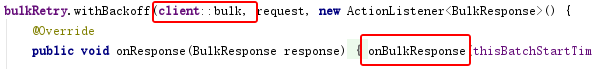 bulkRetry.withBackoff(client::bulk, request, new ActionListener<BulkResponse>() {
@Override
public void onResponse(BulkResponse response) { onBulkResponse(thisBatchStartTim